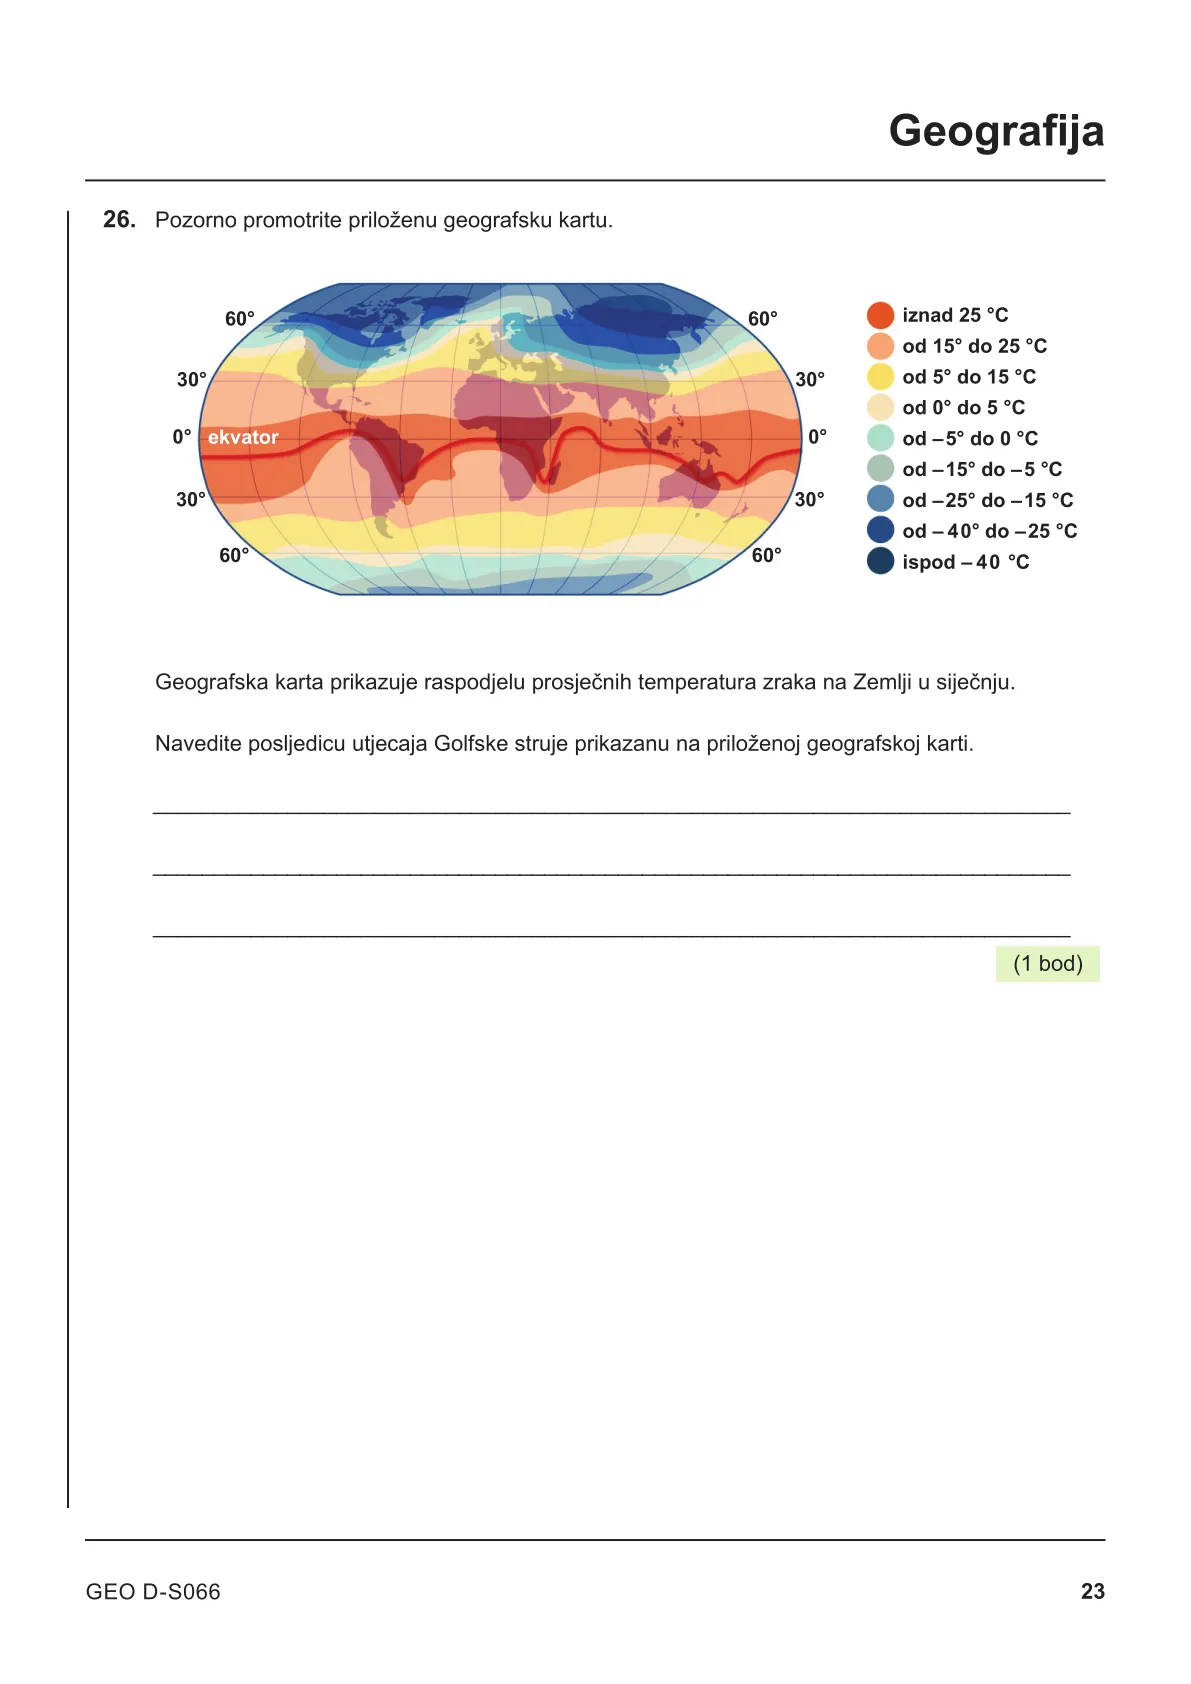 Geografija
26. Pozorno promotrite priloženu geografsku kartu.
60° 60°
30° 30°
0° ekvator 0°
30° 30°
60° 60°
iznad 25 °C
od 15° do 25 °C
od 5° do 15 °C
od 0° do 5 °C
od –5° do 0 °C
od –15° do –5 °C
od –25° do –15 °C
od –40° do –25 °C
ispod –40 °C
Geografska karta prikazuje raspodjelu prosječnih temperatura zraka na Zemlji u siječnju.
Navedite posljedicu utjecaja Golfske struje prikazanu na priloženoj geografskoj karti.
(1 bod)
GEO D-S066
23